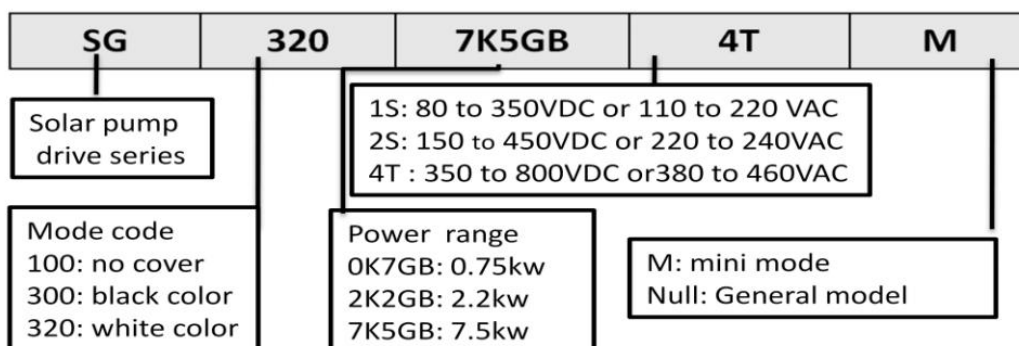 SG 320 7K5GB 4T M
Solar pump
drive series
1S: 80 to 350VDC or 110 to 220 VAC
2S: 150 to 450VDC or 220 to 240VAC
4T : 350 to 800VDC or380 to 460VAC
Mode code
100: no cover
300: black color
320: white color
Power range
0K7GB: 0.75kw
2K2GB: 2.2kw
7K5GB: 7.5kw
M: mini mode
Null: General model